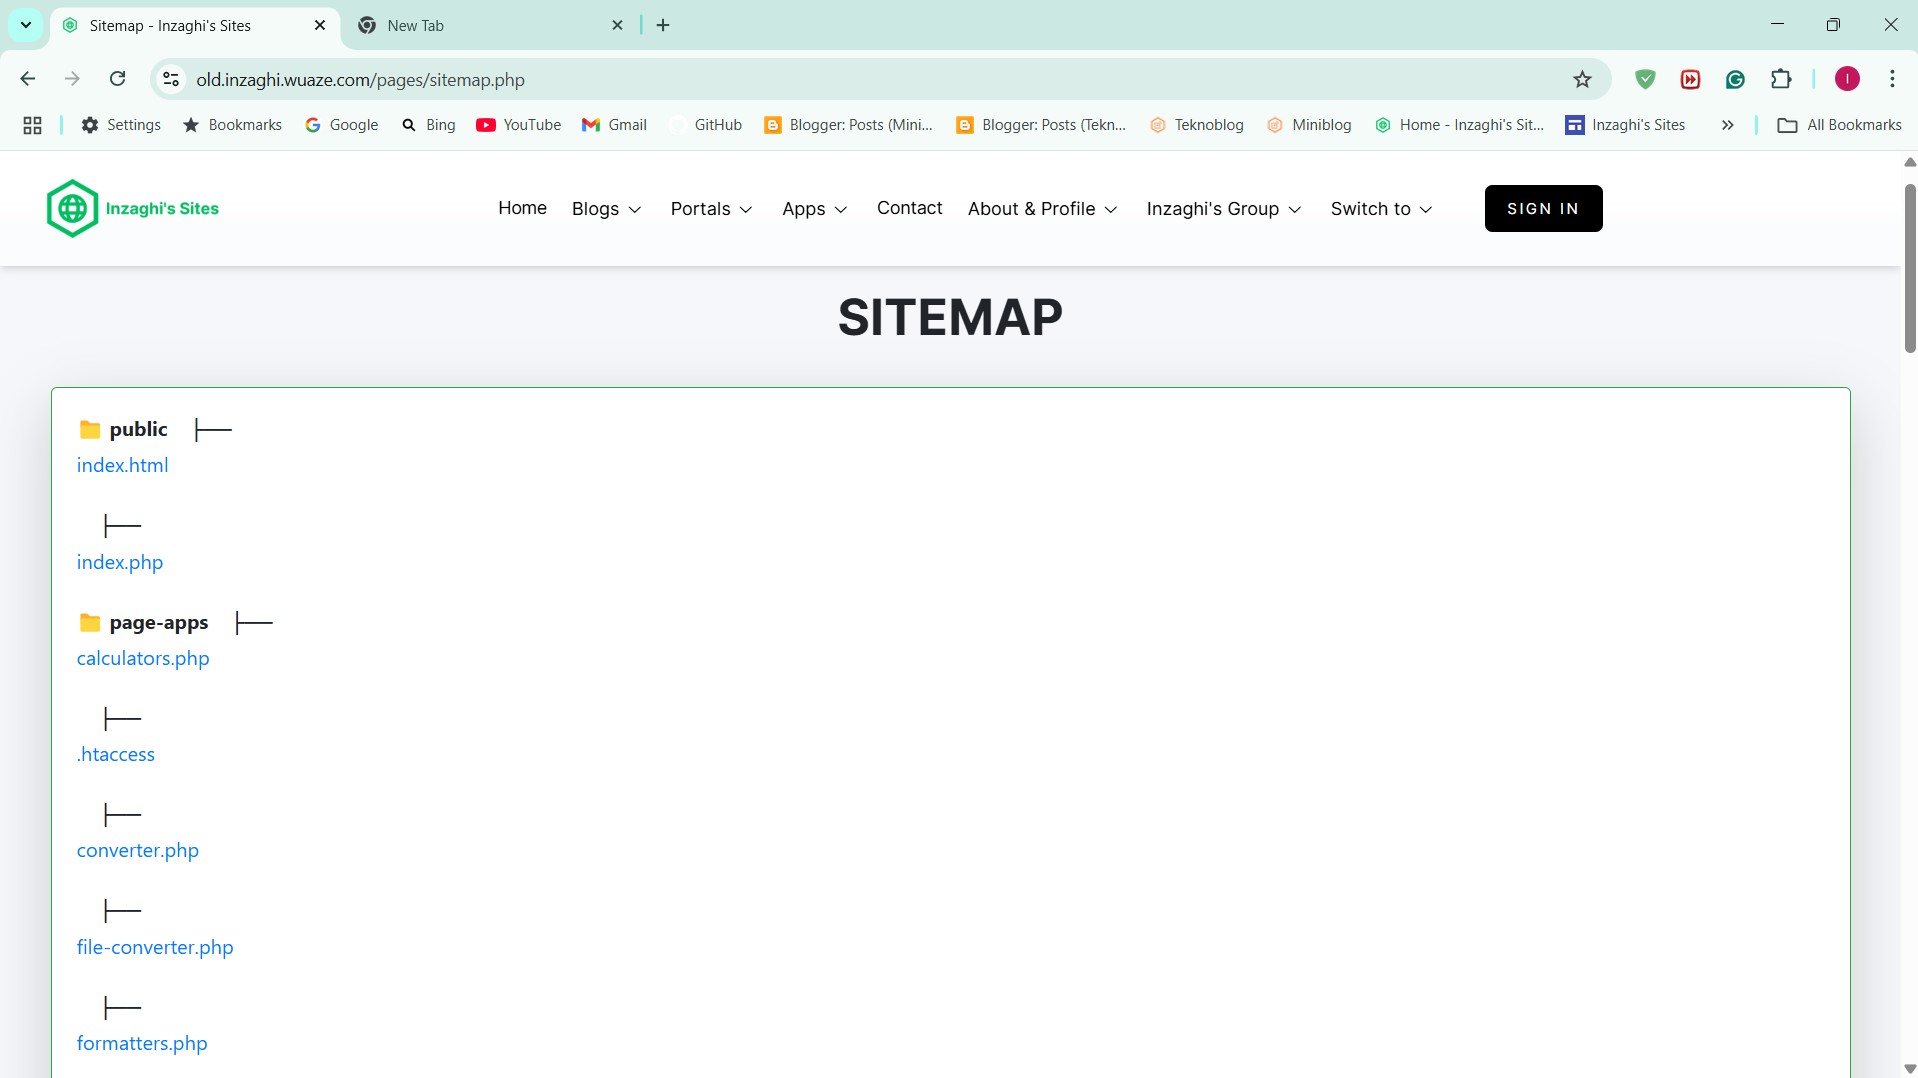 Sitemap - Inzaghi's Sites
New Tab
old.inzaghi.wuaze.com/pages/sitemap.php
I
Settings Bookmarks Google Bing YouTube Gmail GitHub Blogger: Posts (Mini... Blogger: Posts (Tekn... Teknoblog Miniblog Home - Inzaghi's Sit... Inzaghi's Sites » All Bookmarks
Inzaghi's Sites
Home Blogs Portals Apps Contact About & Profile Inzaghi's Group Switch to SIGN IN
SITEMAP
public ├──
index.html
├──
index.php
page-apps ├──
calculators.php
├──
.htaccess
├──
converter.php
├──
file-converter.php
├──
formatters.php